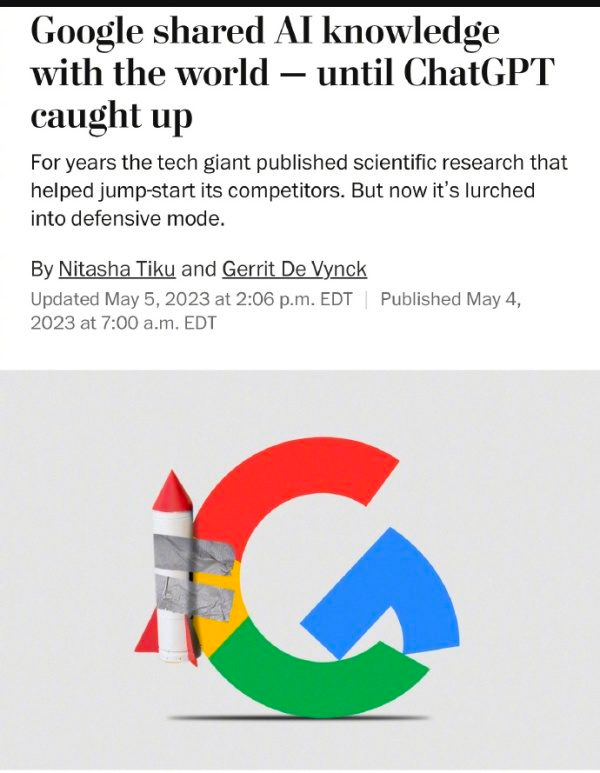 Google shared AI knowledge
with the world — until ChatGPT
caught up
For years the tech giant published scientific research that
helped jump-start its competitors. But now it’s lurched
into defensive mode.
By Nitasha Tiku and Gerrit De Vynck
Updated May 5, 2023 at 2:06 p.m. EDT | Published May 4,
2023 at 7:00 a.m. EDT